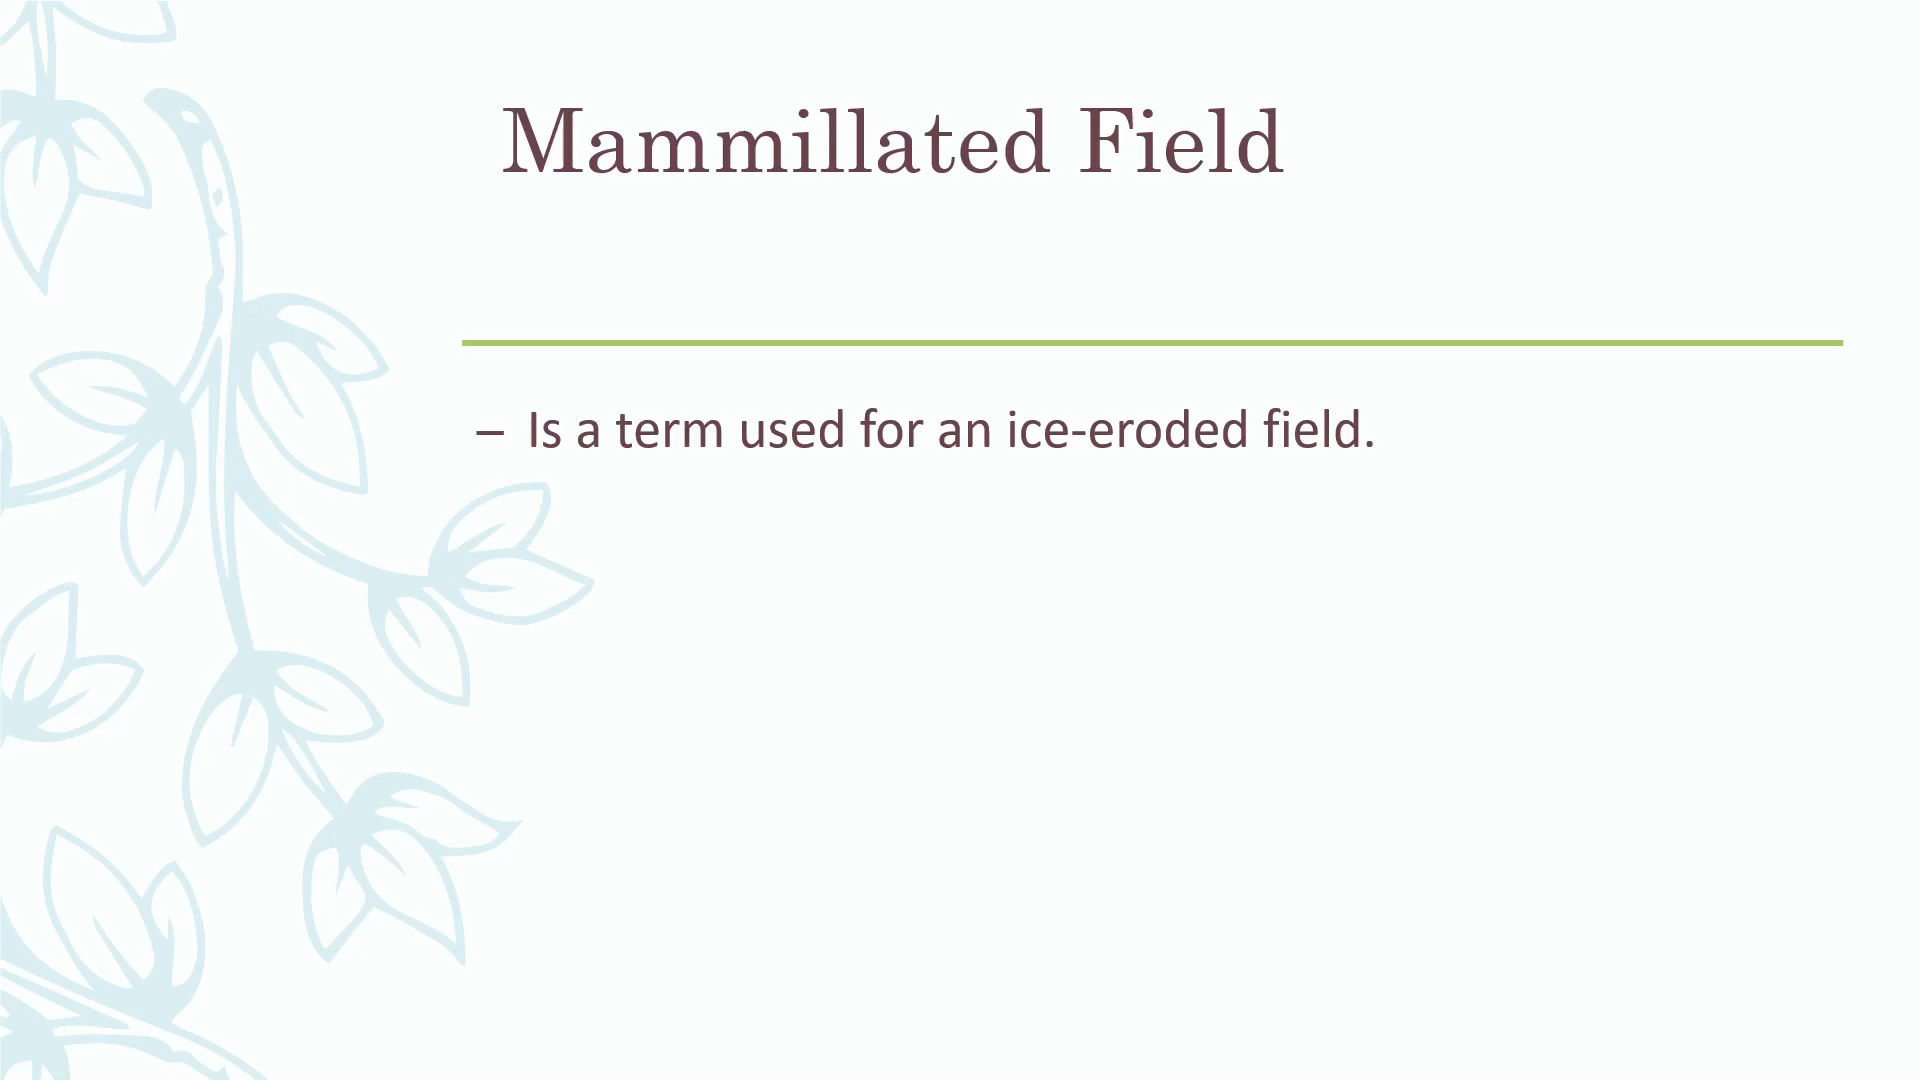 Mammillated Field
– Is a term used for an ice-eroded field.